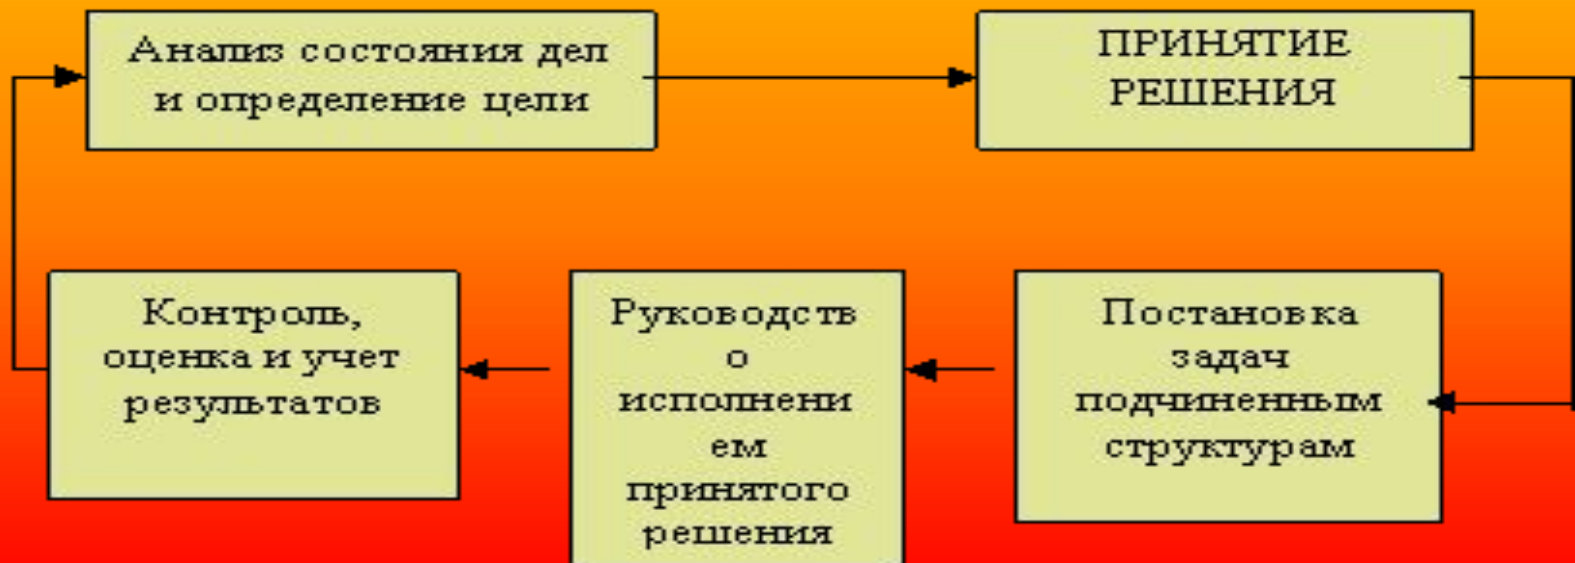 Анализ состояния дел
и определение цели
ПРИНЯТИЕ
РЕШЕНИЯ
Контроль,
оценка и учет
результатов
Руководств
о
исполнени
ем
принятого
решения
Постановка
задач
подчиненным
структурам